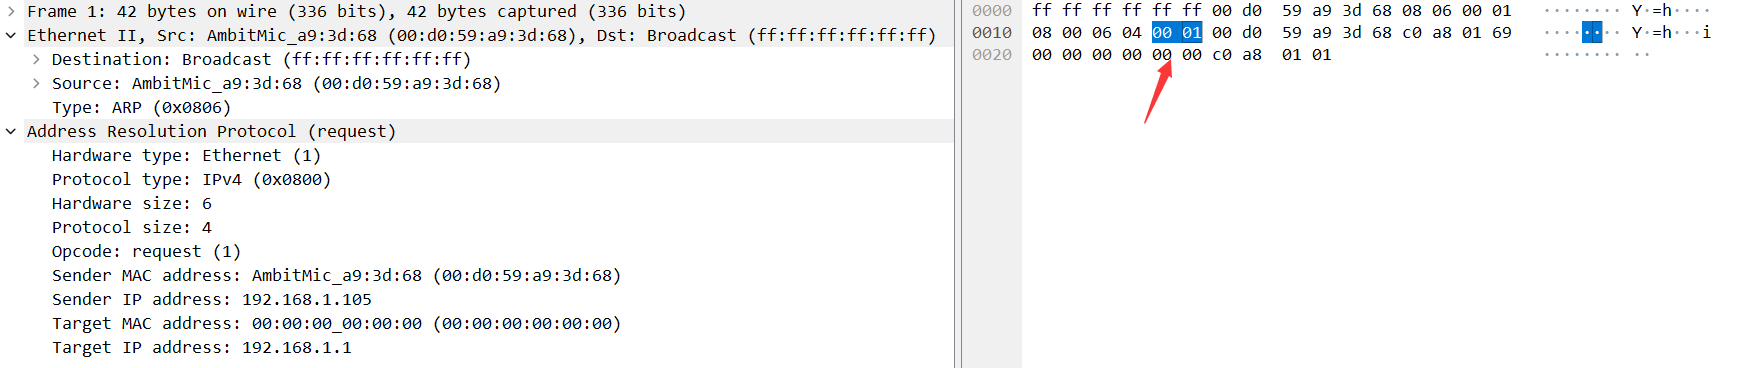 Frame 1: 42 bytes on wire (336 bits), 42 bytes captured (336 bits)
Ethernet II, Src: AmbitMic_a9:3d:68 (00:d0:59:a9:3d:68), Dst: Broadcast (ff:ff:ff:ff:ff:ff)
Destination: Broadcast (ff:ff:ff:ff:ff:ff)
Source: AmbitMic_a9:3d:68 (00:d0:59:a9:3d:68)
Type: ARP (0x0806)
Address Resolution Protocol (request)
Hardware type: Ethernet (1)
Protocol type: IPv4 (0x0800)
Hardware size: 6
Protocol size: 4
Opcode: request (1)
Sender MAC address: AmbitMic_a9:3d:68 (00:d0:59:a9:3d:68)
Sender IP address: 192.168.1.105
Target MAC address: 00:00:00_00:00:00 (00:00:00:00:00:00)
Target IP address: 192.168.1.1
0000 ff ff ff ff ff ff 00 d0 59 a9 3d 68 08 06 00 01 ········ Y·=h····
0010 08 00 06 04 00 01 00 d0 59 a9 3d 68 c0 a8 01 69 ········ Y·=h···i
0020 00 00 00 00 00 00 c0 a8 01 01 ········ ··